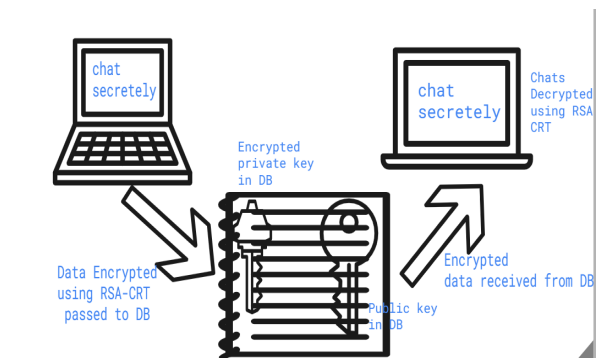 chat
secretely
Encrypted
private key
in DB
chat
secretely
Chats
Decrypted
using RSA
CRT
Data Encrypted
using RSA-CRT
passed to DB
Public key
in DB
Encrypted
data received from DB